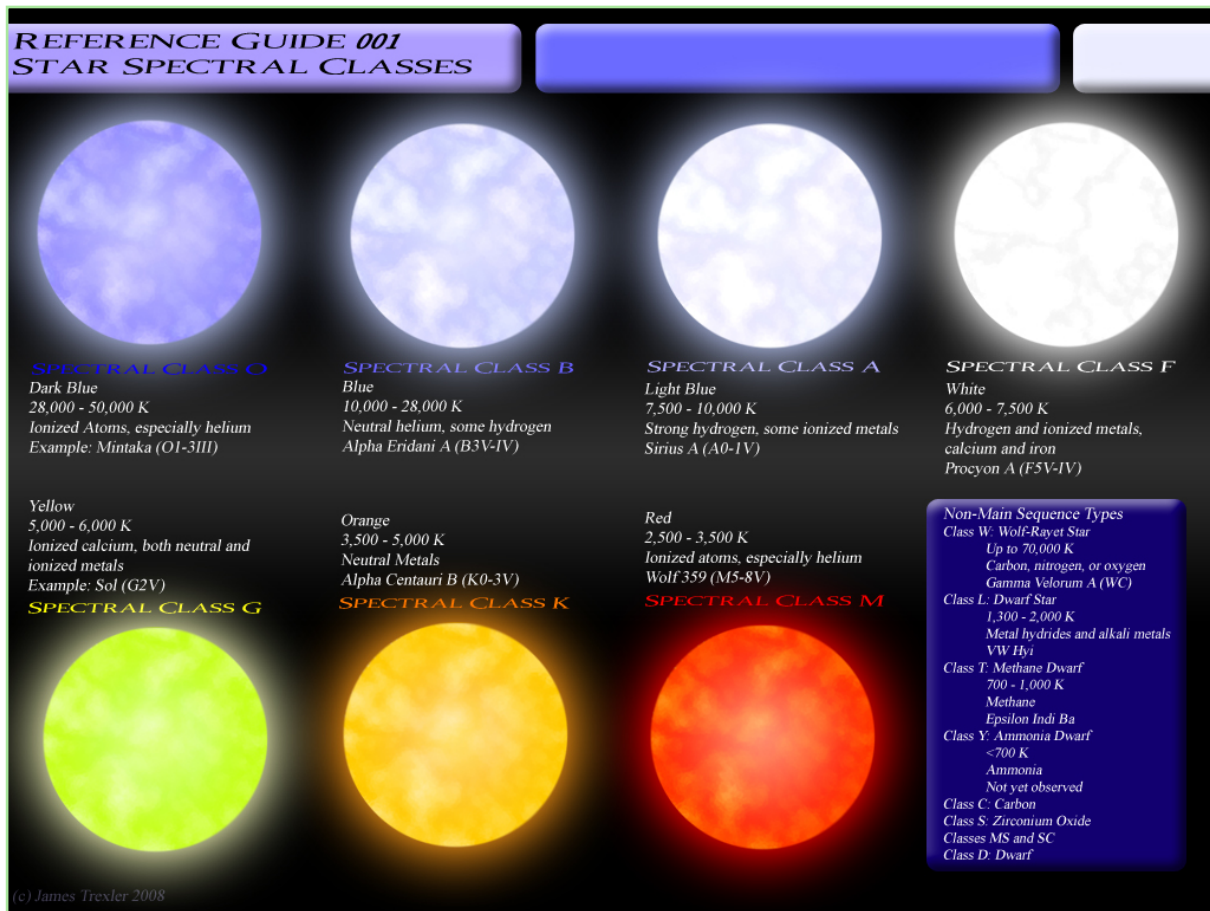 REFERENCE GUIDE 001
STAR SPECTRAL CLASSES
SPECTRAL CLASS O
Dark Blue
28,000 - 50,000 K
Ionized Atoms, especially helium
Example: Mintaka (O1-3III)
SPECTRAL CLASS B
Blue
10,000 - 28,000 K
Neutral helium, some hydrogen
Alpha Eridani A (B3V-IV)
SPECTRAL CLASS A
Light Blue
7,500 - 10,000 K
Strong hydrogen, some ionized metals
Sirius A (A0-1V)
SPECTRAL CLASS F
White
6,000 - 7,500 K
Hydrogen and ionized metals,
calcium and iron
Procyon A (F5V-IV)
Yellow
5,000 - 6,000 K
Ionized calcium, both neutral and
ionized metals
Example: Sol (G2V)
SPECTRAL CLASS G
Orange
3,500 - 5,000 K
Neutral Metals
Alpha Centauri B (K0-3V)
SPECTRAL CLASS K
Red
2,500 - 3,500 K
Ionized atoms, especially helium
Wolf 359 (M5-8V)
SPECTRAL CLASS M
Non-Main Sequence Types
Class W: Wolf-Rayet Star
Up to 70,000 K
Carbon, nitrogen, or oxygen
Gamma Velorum A (WC)
Class L: Dwarf Star
1,300 - 2,000 K
Metal hydrides and alkali metals
VW Hyi
Class T: Methane Dwarf
700 - 1,000 K
Methane
Epsilon Indi Ba
Class Y: Ammonia Dwarf
<700 K
Ammonia
Not yet observed
Class C: Carbon
Class S: Zirconium Oxide
Classes MS and SC
Class D: Dwarf
(c) James Trexler 2008